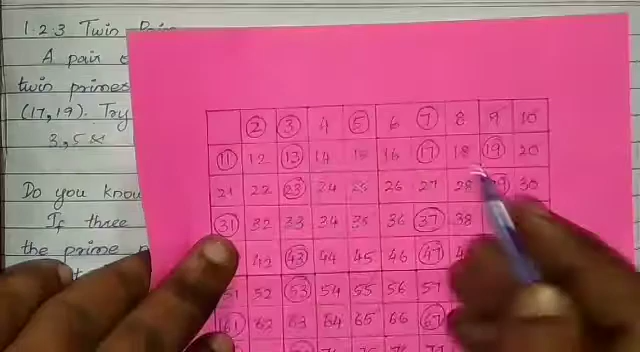 1.2.3 Twin
A pair
twin primes
(17, 19). Try
3, 5 &
Do you know
If three
the prime
2 3 4 5 6 7 8 9 10
11 12 13 14 15 16 17 18 19 20
21 22 23 24 25 26 27 28 29 30
31 32 33 34 35 36 37 38
42 43 44 45 46 47
51 52 53 54 55 56 57
61 62 63 64 65 66 67